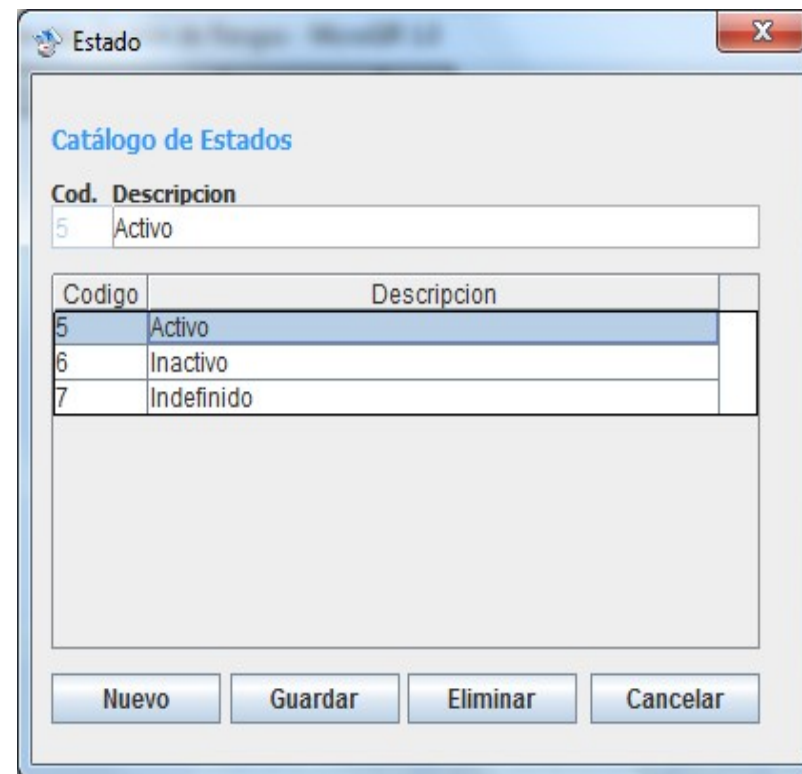 Estado
X
Catálogo de Estados
Cod. Descripcion
5 Activo
Codigo Descripcion
5 Activo
6 Inactivo
7 Indefinido
Nuevo Guardar Eliminar Cancelar